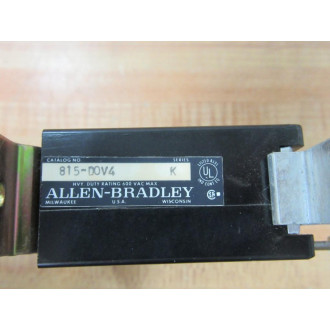 CATALOG NO. SERIES
815-DOV4 K
HVY. DUTY RATING 600 VAC MAX.
ALLEN-BRADLEY
MILWAUKEE U.S.A. WISCONSIN
UL